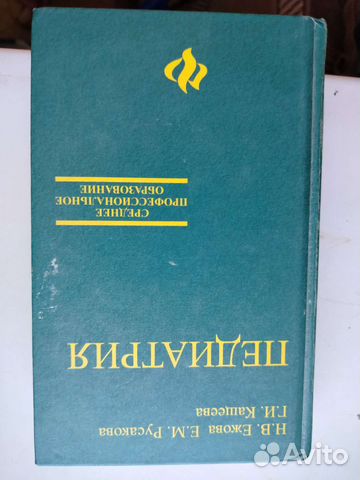 Н.В. Ежова Е.М. Русакова
Г.И. Кащеева
ПЕДИАТРИЯ
СРЕДНЕЕ
ПРОФЕССИОНАЛЬНОЕ
ОБРАЗОВАНИЕ
Avito